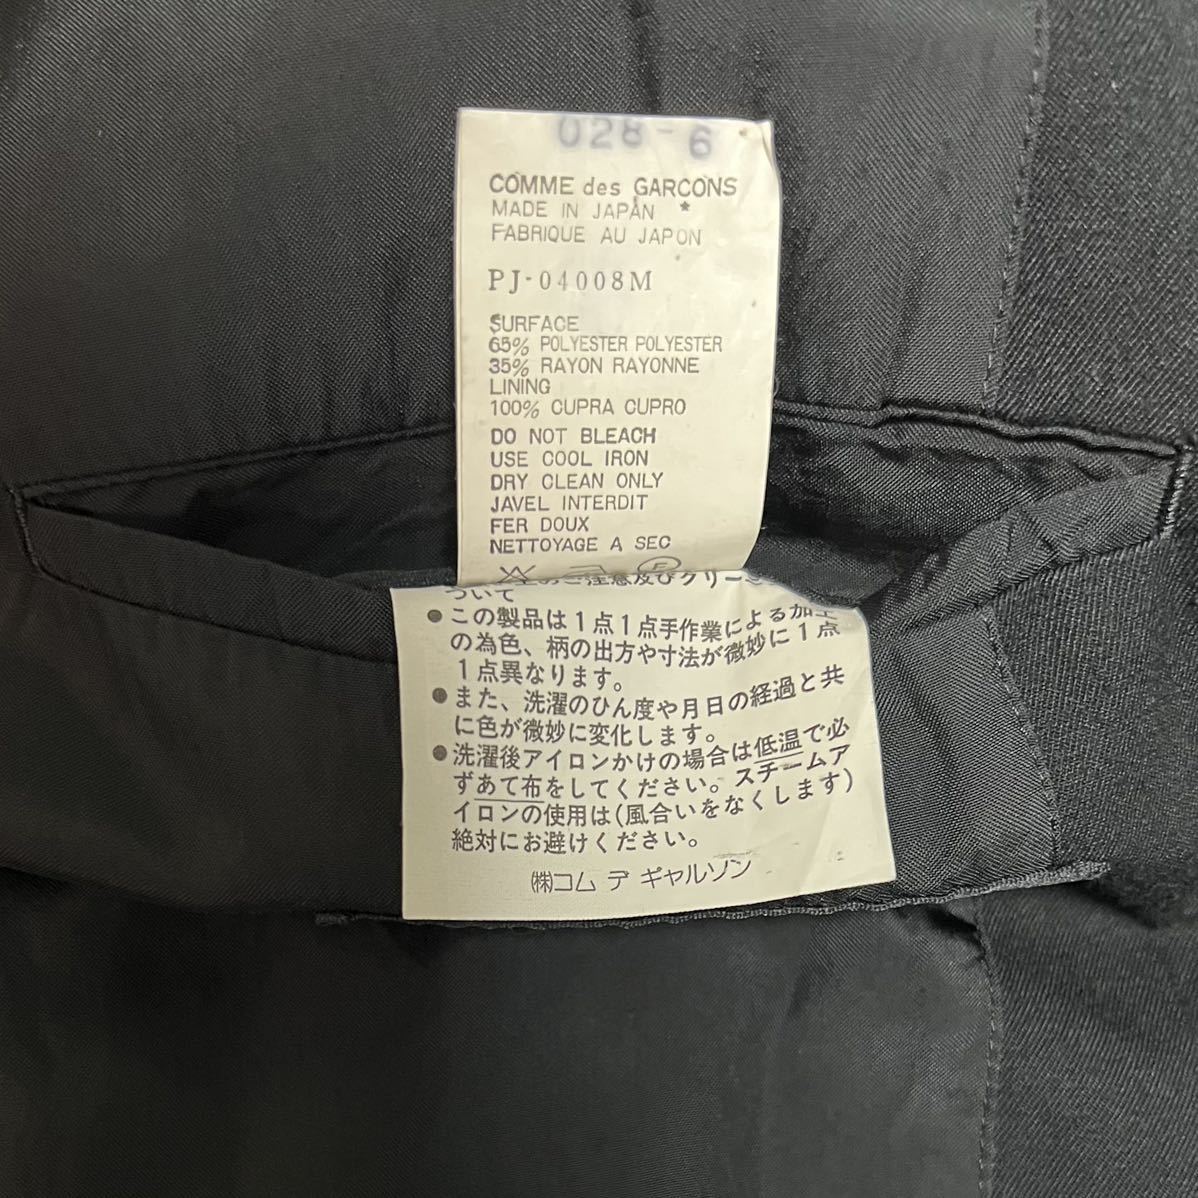 028-6
COMME des GARCONS
MADE IN JAPAN *
FABRIQUE AU JAPON
PJ-04008M
SURFACE
65% POLYESTER POLYESTER
35% RAYON RAYONNE
LINING
100% CUPRA CUPRO
DO NOT BLEACH
USE COOL IRON
DRY CLEAN ONLY
JAVEL INTERDIT
FER DOUX
NETTOYAGE A SEC
F
ご注意及びクリー
ついて
●この製品は1点1点手作業による加工
の為色、柄の出方や寸法が微妙に1点
1点異なります。
●また、洗濯のひん度や月日の経過と共
に色が微妙に変化します。
●洗濯後アイロンかけの場合は低温で必
ずあて布をしてください。スチームア
イロンの使用は(風合いをなくします)
絶対にお避けください。
㈱コム デ ギャルソン